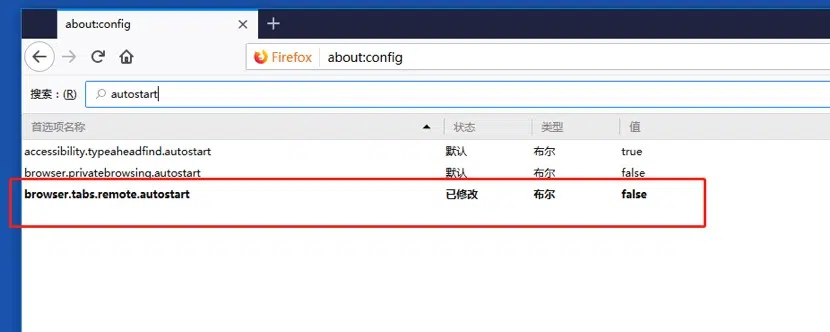 about:config
Firefox about:config
搜索：(R) autostart
首选项名称 状态 类型 值
accessibility.typeaheadfind.autostart 默认 布尔 true
browser.privatebrowsing.autostart 默认 布尔 false
browser.tabs.remote.autostart 已修改 布尔 false